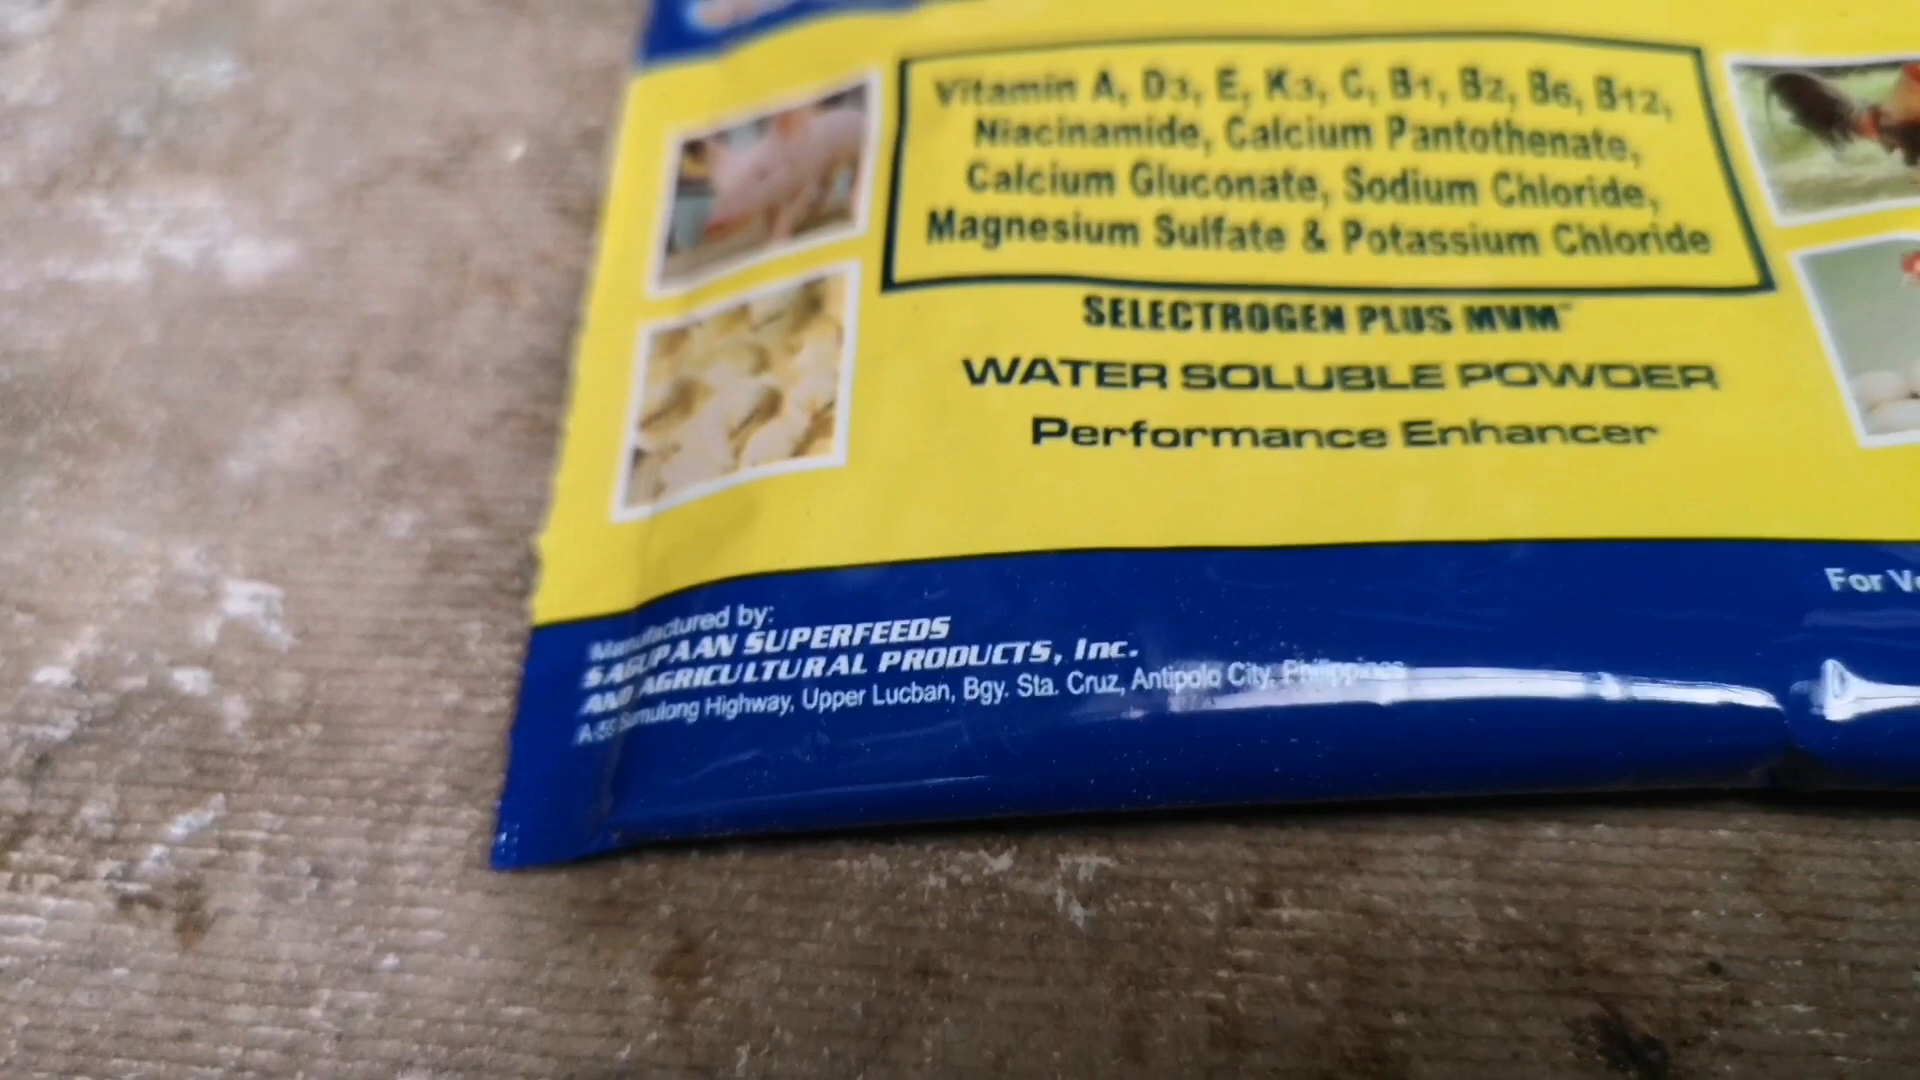 Vitamin A, D3, E, K3, C, B1, B2, B6, B12,
Niacinamide, Calcium Pantothenate,
Calcium Gluconate, Sodium Chloride,
Magnesium Sulfate & Potassium Chloride
SELECTROGEN PLUS MVM™
WATER SOLUBLE POWDER
Performance Enhancer
For
Manufactured by:
SAGUPAAN SUPERFEEDS
AND AGRICULTURAL PRODUCTS, Inc.
Sumulong Highway, Upper Lucban, Bgy. Sta. Cruz, Antipolo City, Philippines